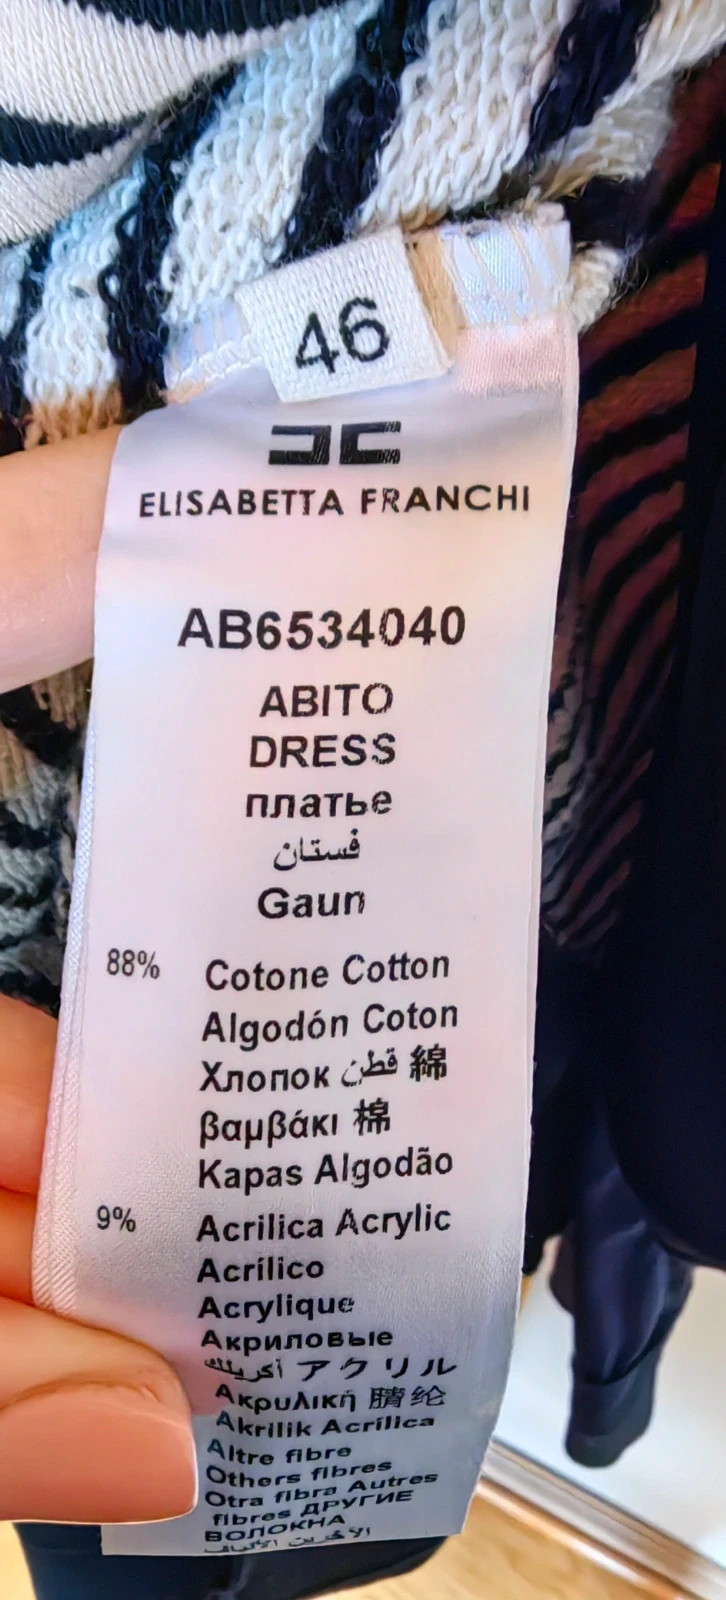 46
ELISABETTA FRANCHI
AB6534040
ABITO
DRESS
платье
فستان
Gaun
88% Cotone Cotton
Algodón Coton
Хлопок قطن 綿
βαμβάκι 棉
Kapas Algodão
9% Acrilica Acrylic
Acrílico
Acrylique
Акриловые
أكريليك アクリル
Ακρυλική 腈纶
Akrilik Acrílica
Altre fibre
Others fibres
Otra fibra Autres
fibres ДРУГИЕ
ВОЛОКНА